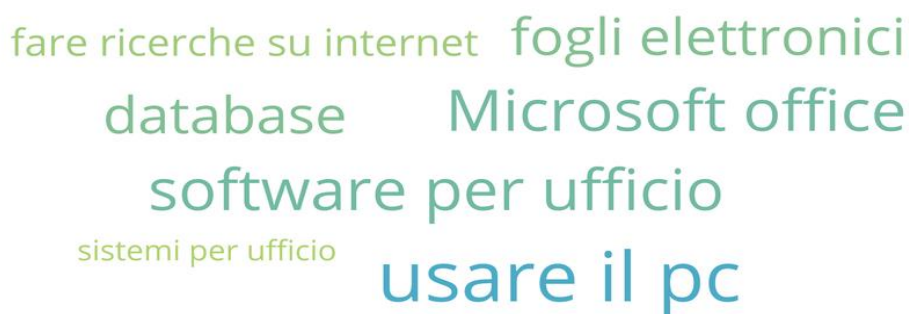 fare ricerche su internet fogli elettronici
database Microsoft office
software per ufficio
sistemi per ufficio
usare il pc